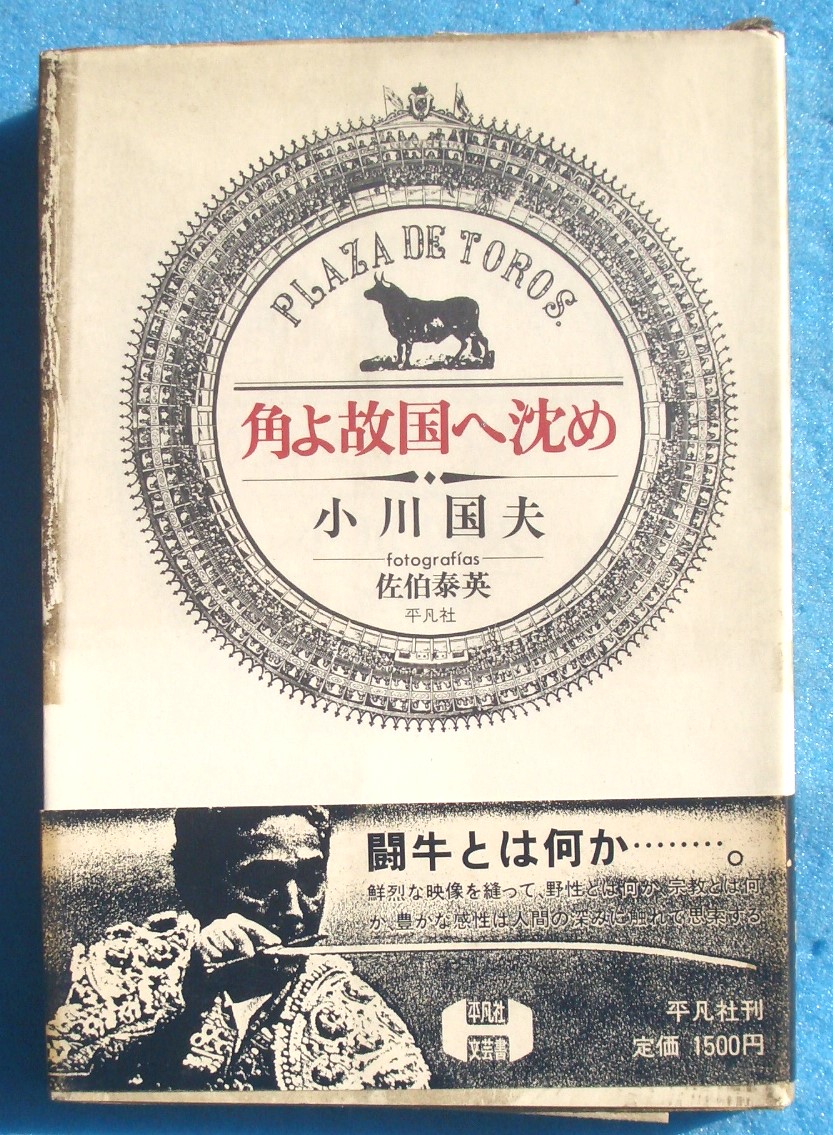 PLAZA DE TOROS.
角よ故国へ沈め
小川国夫
fotografías
佐伯泰英
平凡社
闘牛とは何か………。
鮮烈な映像を縫って、野性とは何か、宗教とは何
か、豊かな感性は人間の深みに触れて思索する
平凡社
文芸書
平凡社刊
定価 1500円